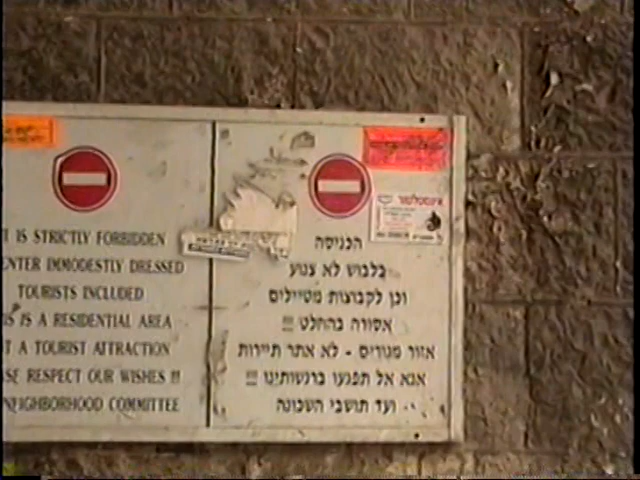 T IS STRICTLY FORBIDDEN
ENTER IMMODESTLY DRESSED
TOURISTS INCLUDED
IS IS A RESIDENTIAL AREA
T A TOURIST ATTRACTION
SE RESPECT OUR WISHES !!
NEIGHBORHOOD COMMITTEE
אינסטלטור
הכניסה
בלבוש לא צנוע
וכן לקבוצות מטיילים
אסורה בהחלט !!!
אזור מגורים - לא אתר תיירות
אנא אל תפגעו ברגשותינו !!!
ועד תושבי השכונה